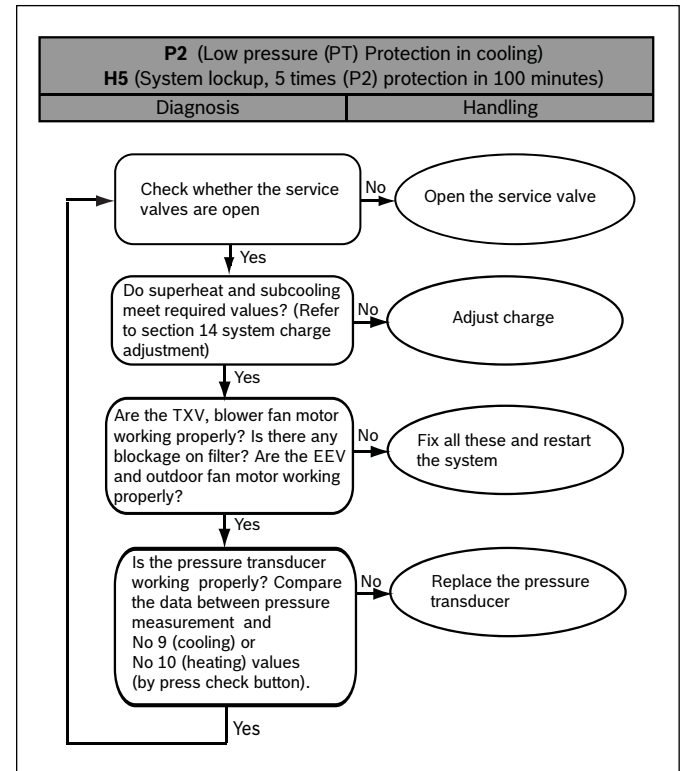 P2 (Low pressure (PT) Protection in cooling)
H5 (System lockup, 5 times (P2) protection in 100 minutes)
Diagnosis
Handling
Check whether the service
valves are open
No
Open the service valve
Yes
Do superheat and subcooling
meet required values? (Refer
to section 14 system charge
adjustment)
No
Adjust charge
Yes
Are the TXV, blower fan motor
working properly? Is there any
blockage on filter? Are the EEV
and outdoor fan motor working
properly?
No
Fix all these and restart
the system
Yes
Is the pressure transducer
working properly? Compare
the data between pressure
measurement and
No 9 (cooling) or
No 10 (heating) values
(by press check button).
No
Replace the pressure
transducer
Yes